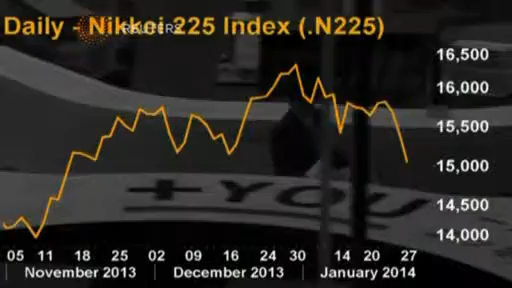 Daily - Nikkei 225 Index (.N225)
REUTERS
16,500
16,000
15,500
15,000
14,500
14,000
+YOU
05 11 18 25 02 09 16 24 30 14 20 27
November 2013 December 2013 January 2014